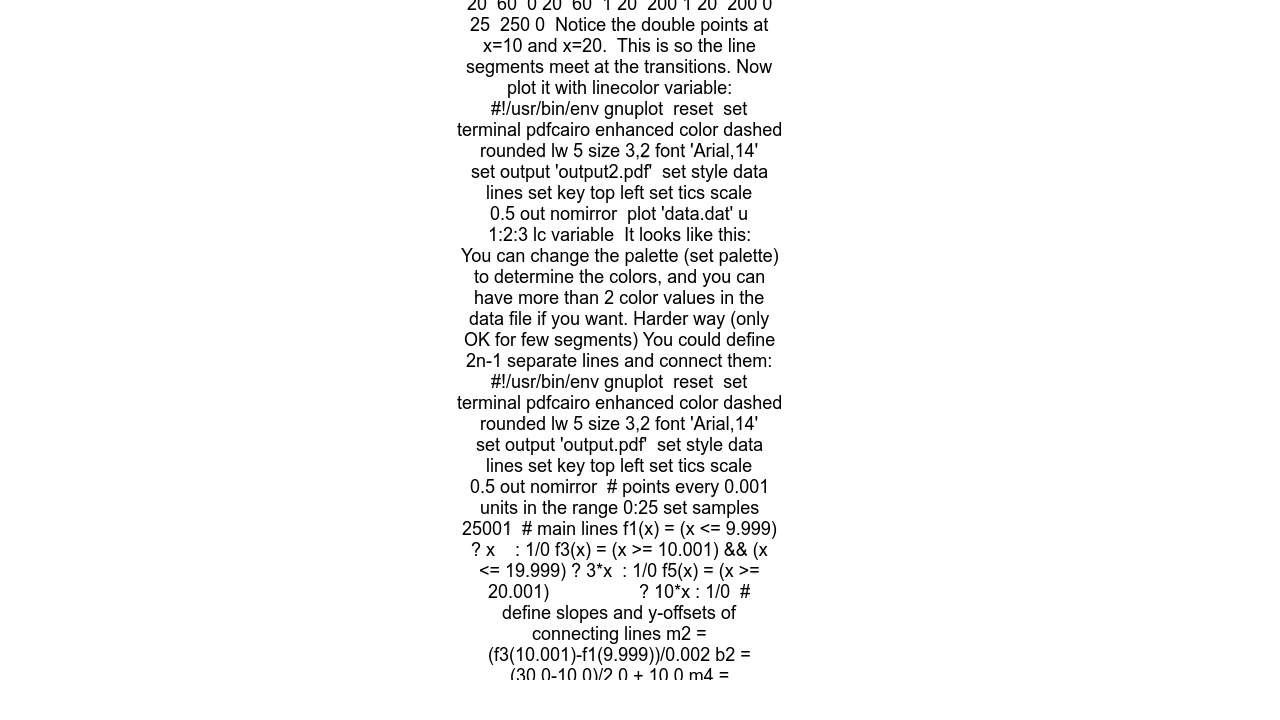 20  60  0 20  60  1 20  200 1 20  200 0
25  250 0  Notice the double points at
x=10 and x=20.  This is so the line
segments meet at the transitions. Now
plot it with linecolor variable:
#!/usr/bin/env gnuplot  reset  set
terminal pdfcairo enhanced color dashed
rounded lw 5 size 3,2 font 'Arial,14'
set output 'output2.pdf'  set style data
lines set key top left set tics scale
0.5 out nomirror  plot 'data.dat' u
1:2:3 lc variable  It looks like this:
You can change the palette (set palette)
to determine the colors, and you can
have more than 2 color values in the
data file if you want. Harder way (only
OK for few segments) You could define
2n-1 separate lines and connect them:
#!/usr/bin/env gnuplot  reset  set
terminal pdfcairo enhanced color dashed
rounded lw 5 size 3,2 font 'Arial,14'
set output 'output.pdf'  set style data
lines set key top left set tics scale
0.5 out nomirror  # points every 0.001
units in the range 0:25 set samples
25001  # main lines f1(x) = (x <= 9.999)
? x    : 1/0 f3(x) = (x >= 10.001) && (x
<= 19.999) ? 3*x  : 1/0 f5(x) = (x >=
20.001)                  ? 10*x : 1/0  #
define slopes and y-offsets of
connecting lines m2 =
(f3(10.001)-f1(9.999))/0.002 b2 =
(30.0-10.0)/2.0 + 10.0 m4 =